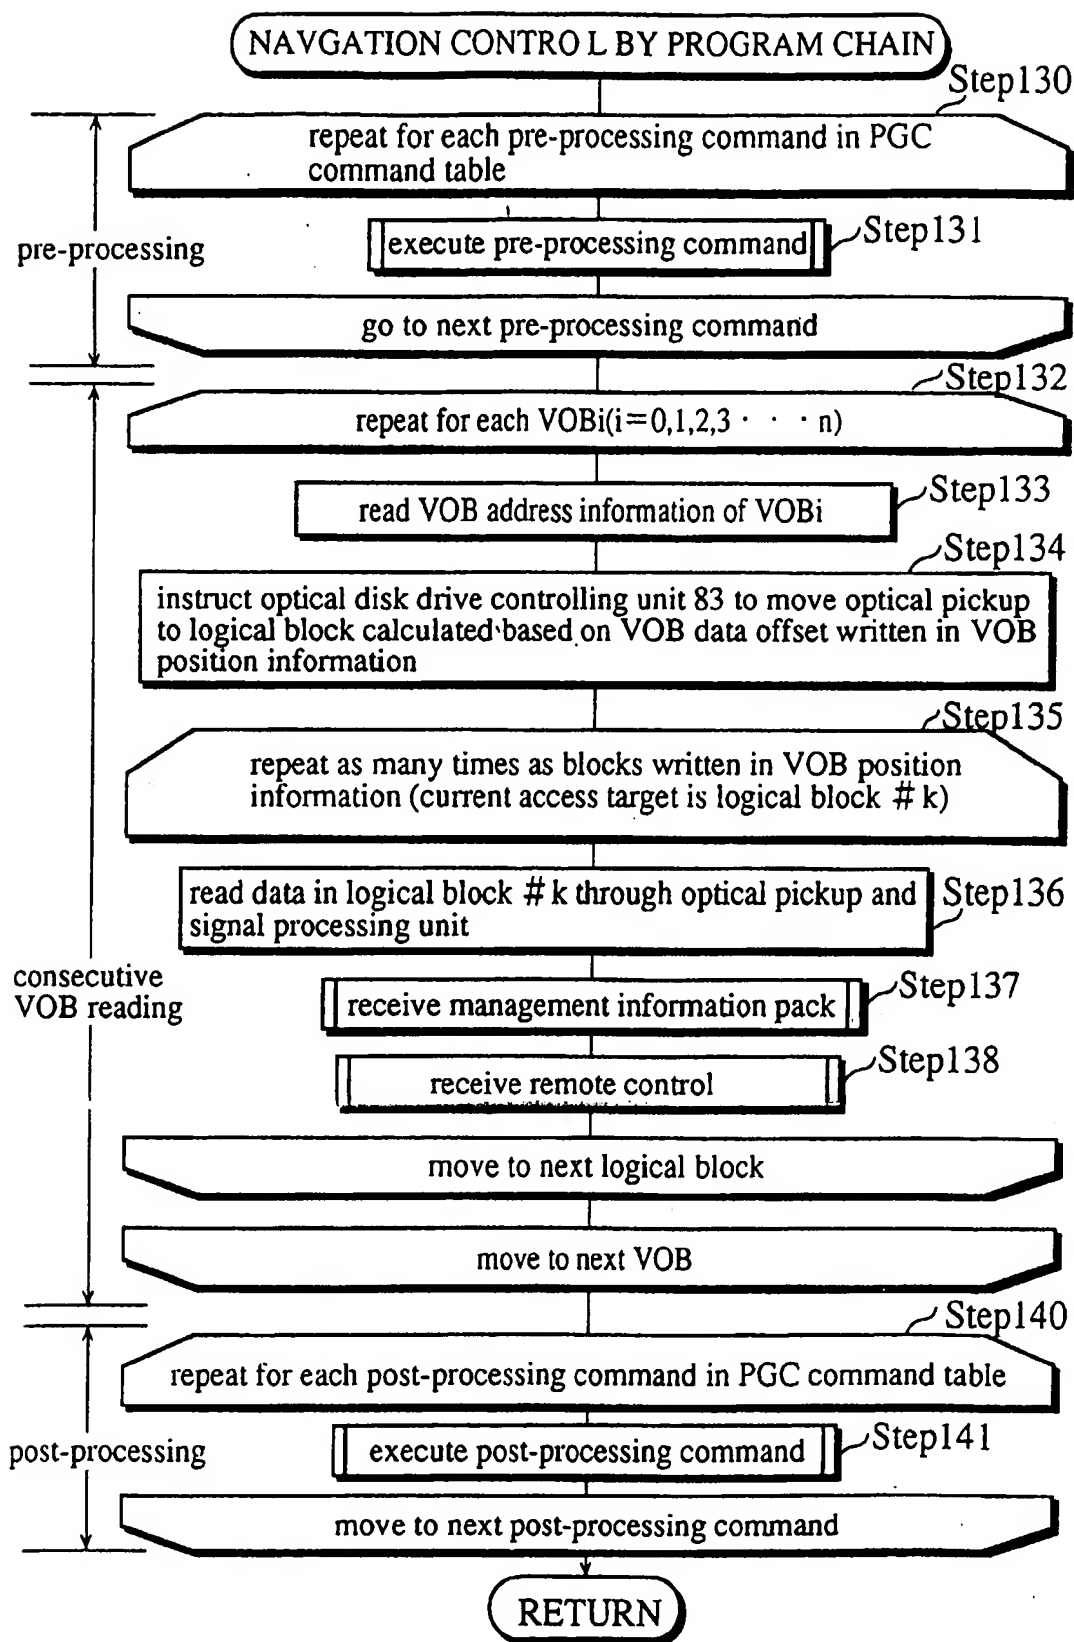 NAVGATION CONTROL BY PROGRAM CHAIN
Step130
repeat for each pre-processing command in PGC
command table
pre-processing
execute pre-processing command
Step131
go to next pre-processing command
Step132
repeat for each VOBi(i=0,1,2,3 · · · n)
read VOB address information of VOBi
Step133
Step134
instruct optical disk drive controlling unit 83 to move optical pickup
to logical block calculated based on VOB data offset written in VOB
position information
Step135
repeat as many times as blocks written in VOB position
information (current access target is logical block # k)
read data in logical block # k through optical pickup and
signal processing unit
Step136
consecutive
VOB reading
receive management information pack
Step137
receive remote control
Step138
move to next logical block
move to next VOB
Step140
repeat for each post-processing command in PGC command table
post-processing
execute post-processing command
Step141
move to next post-processing command
RETURN